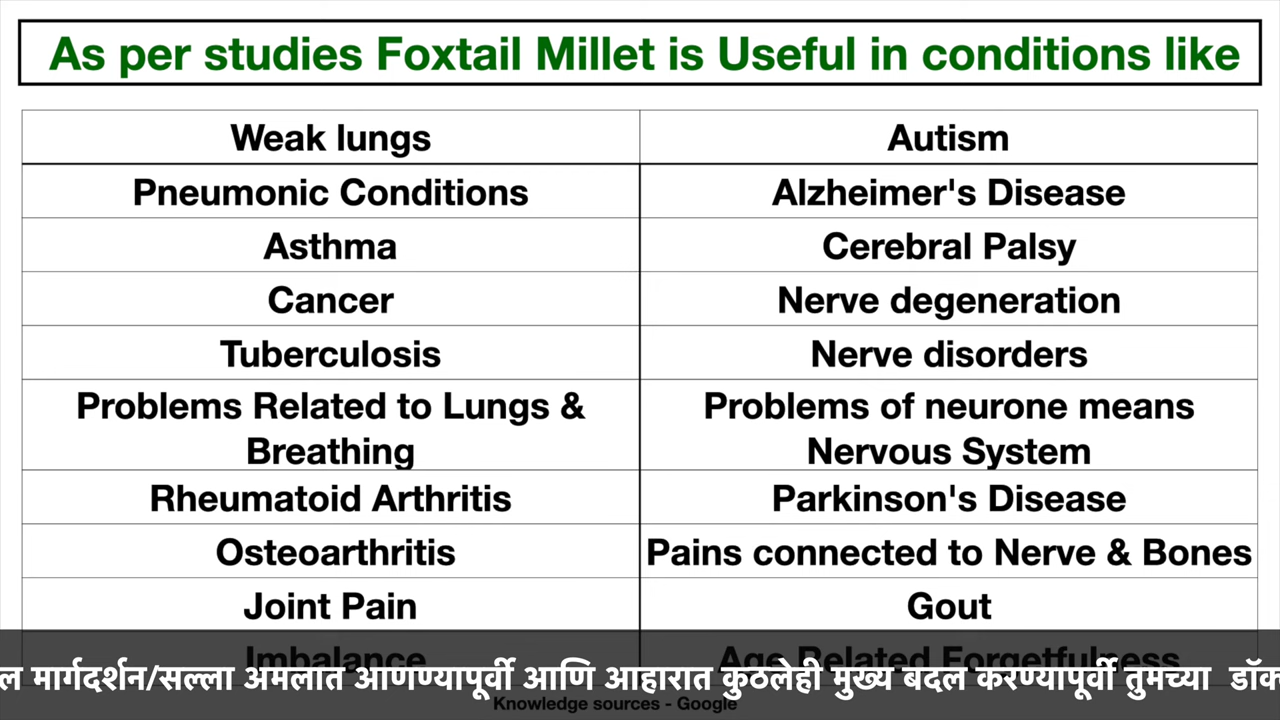 As per studies Foxtail Millet is Useful in conditions like
Weak lungs
Autism
Pneumonic Conditions
Alzheimer's Disease
Asthma
Cerebral Palsy
Cancer
Nerve degeneration
Tuberculosis
Nerve disorders
Problems Related to Lungs &
Breathing
Problems of neurone means
Nervous System
Rheumatoid Arthritis
Parkinson's Disease
Osteoarthritis
Pains connected to Nerve & Bones
Joint Pain
Gout
Imbalance
Age Related Forgetfulness
मार्गदर्शन/सल्ला अमलात आणण्यापूर्वी आणि आहारात कुठलेही मुख्य बदल करण्यापूर्वी तुमच्या
Knowledge sources - Google